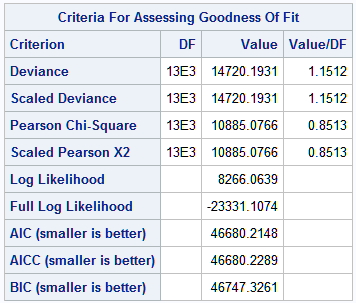 Criteria For Assessing Goodness Of Fit
Criterion DF Value Value/DF
Deviance 13E3 14720.1931 1.1512
Scaled Deviance 13E3 14720.1931 1.1512
Pearson Chi-Square 13E3 10885.0766 0.8513
Scaled Pearson X2 13E3 10885.0766 0.8513
Log Likelihood 8266.0639
Full Log Likelihood -23331.1074
AIC (smaller is better) 46680.2148
AICC (smaller is better) 46680.2289
BIC (smaller is better) 46747.3261